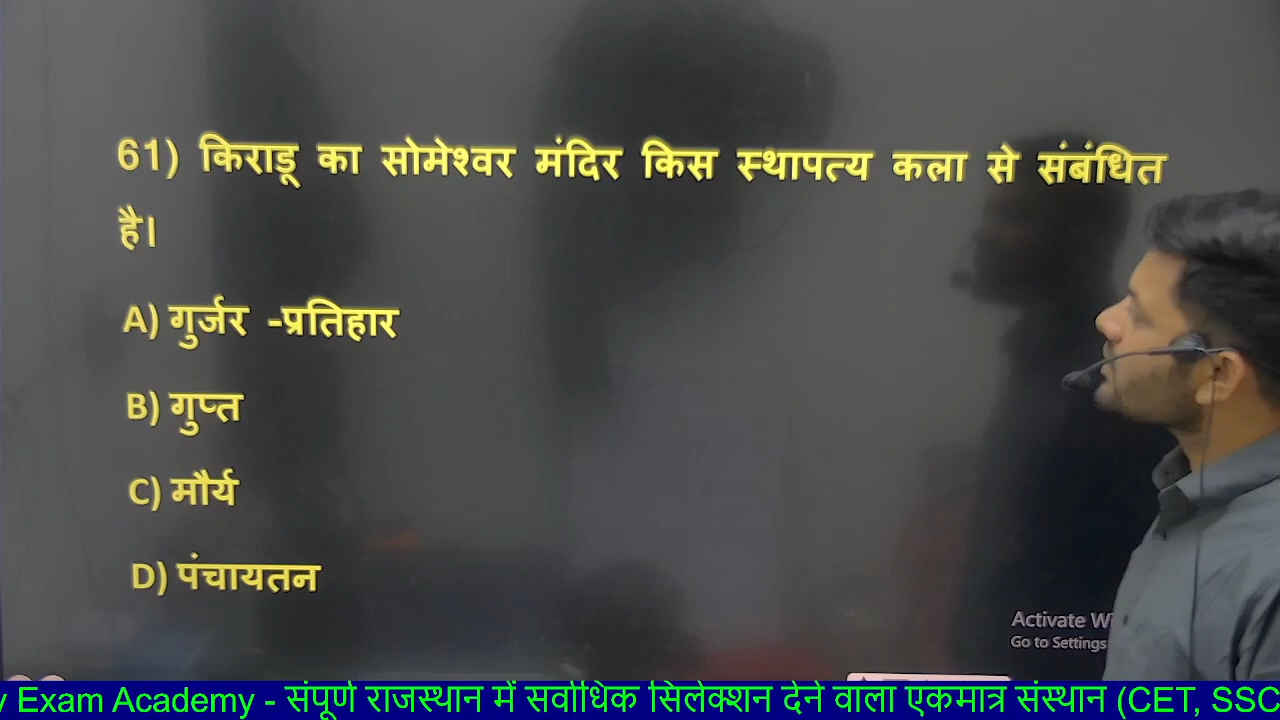 61) किराडू का सोमेश्वर मंदिर किस स्थापत्य कला से संबंधित
है।
A) गुर्जर -प्रतिहार
B) गुप्त
C) मौर्य
D) पंचायतन
Activate Wi
Go to Settings
y Exam Academy - संपूर्ण राजस्थान में सर्वाधिक सिलेक्शन देने वाला एकमात्र संस्थान (CET, SSC